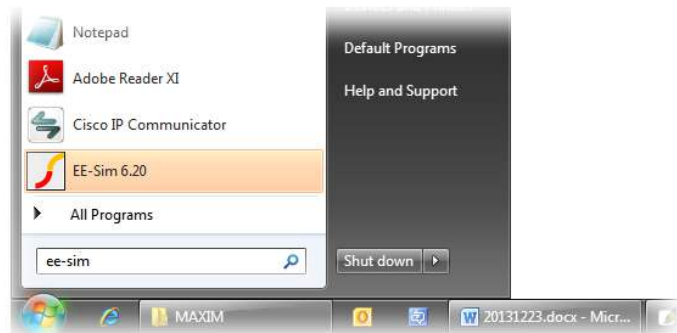 Notepad
Adobe Reader XI
Cisco IP Communicator
EE-Sim 6.20
All Programs
ee-sim
Default Programs
Help and Support
Shut down
MAXIM
20131223.docx - Micr...